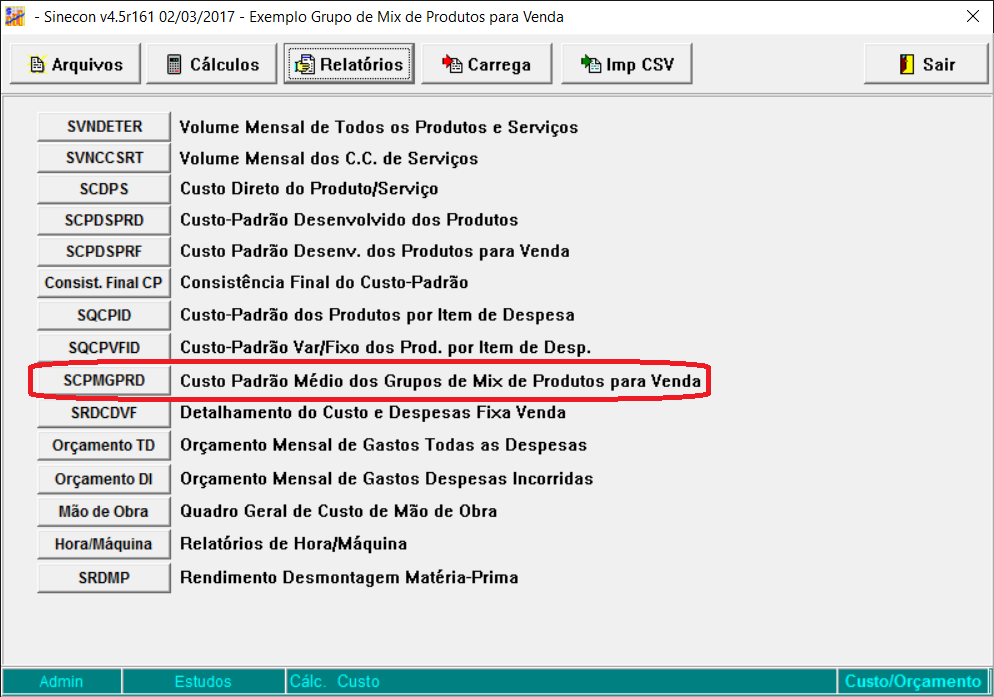 - Sinecon v4.5r161 02/03/2017 - Exemplo Grupo de Mix de Produtos para Venda
Arquivos Cálculos Relatórios Carrega Imp CSV Sair
SVNDETER Volume Mensal de Todos os Produtos e Serviços
SVNCCSRT Volume Mensal dos C.C. de Serviços
SCDPS Custo Direto do Produto/Serviço
SCPDSPRD Custo-Padrão Desenvolvido dos Produtos
SCPDSPRF Custo Padrão Desenv. dos Produtos para Venda
Consist. Final CP Consistência Final do Custo-Padrão
SQCPID Custo-Padrão dos Produtos por Item de Despesa
SQCPVFID Custo-Padrão Var/Fixo dos Prod. por Item de Desp.
SCPMGPRD Custo Padrão Médio dos Grupos de Mix de Produtos para Venda
SRDCDVF Detalhamento do Custo e Despesas Fixa Venda
Orçamento TD Orçamento Mensal de Gastos Todas as Despesas
Orçamento DI Orçamento Mensal de Gastos Despesas Incorridas
Mão de Obra Quadro Geral de Custo de Mão de Obra
Hora/Máquina Relatórios de Hora/Máquina
SRDMP Rendimento Desmontagem Matéria-Prima
Admin Estudos Cálc. Custo Custo/Orçamento